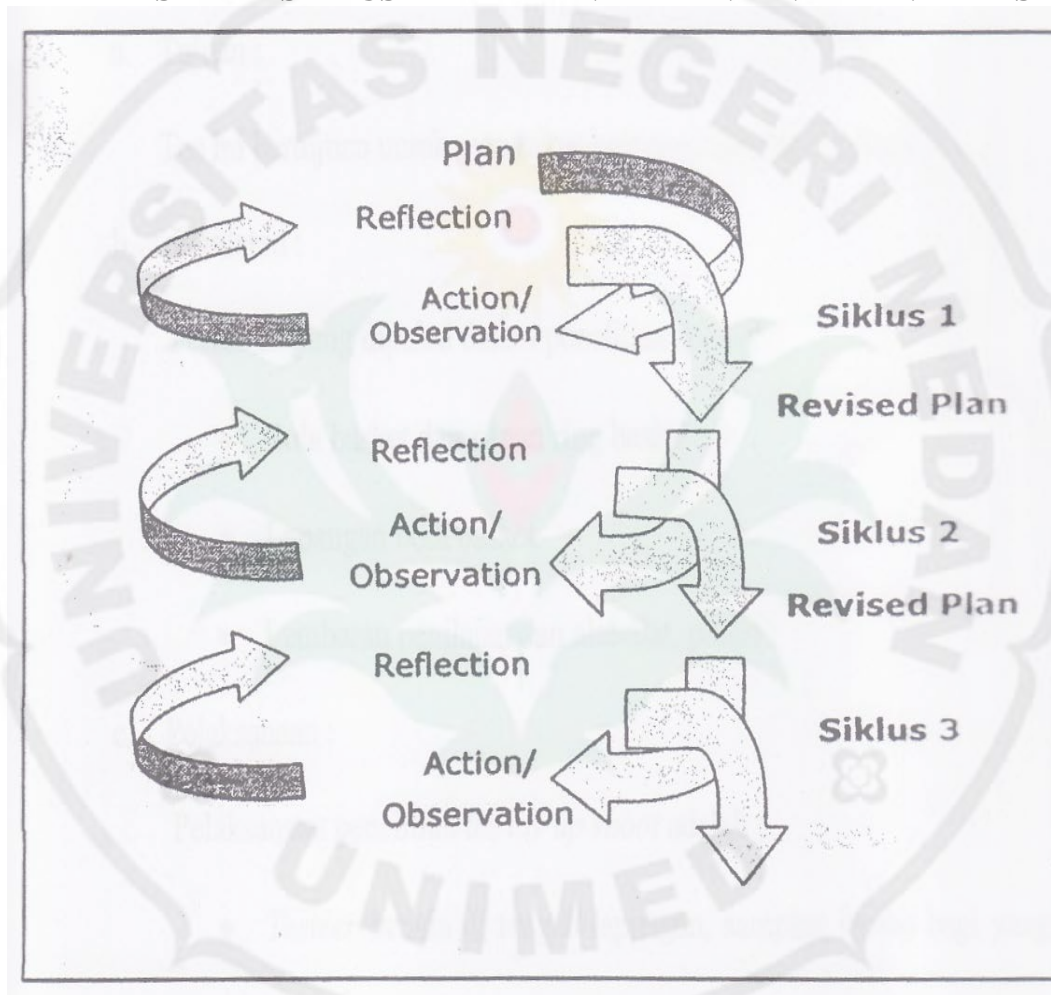 Plan
Reflection
Action/
Observation
Siklus 1
Revised Plan
Reflection
Action/
Observation
Siklus 2
Revised Plan
Reflection
Action/
Observation
Siklus 3
UNIVERSITAS NEGERI MEDAN
UNIMED